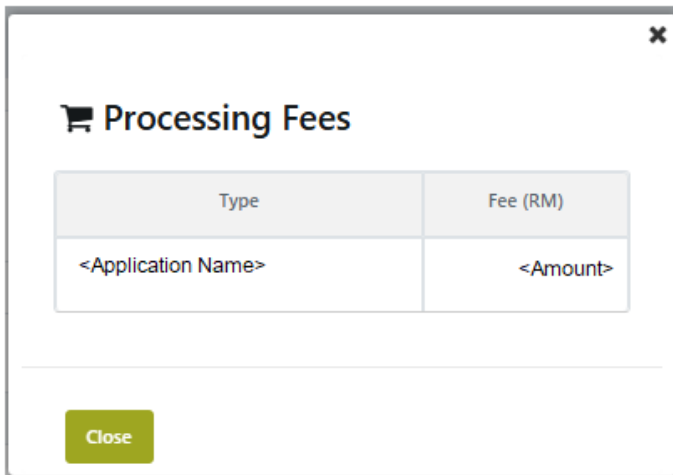 Processing Fees
Type Fee (RM)
<Application Name> <Amount>
Close